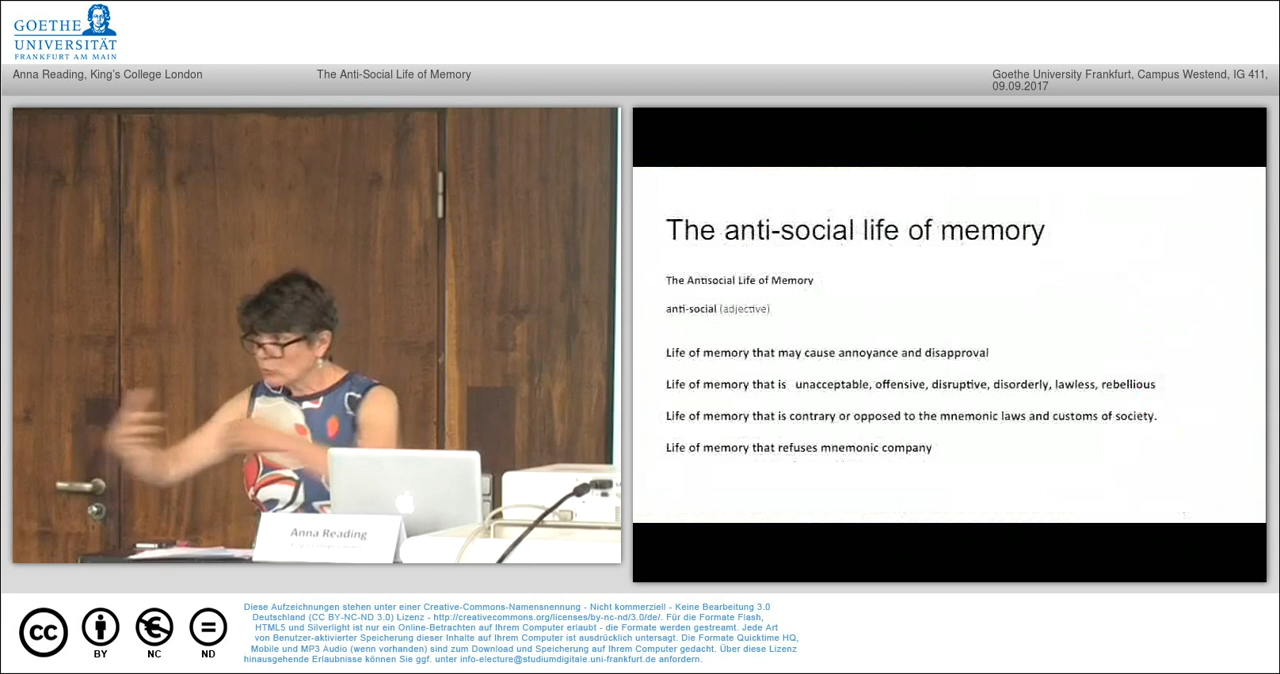 GOETHE
UNIVERSITÄT
FRANKFURT AM MAIN
Anna Reading, King's College London
The Anti-Social Life of Memory
Goethe University Frankfurt, Campus Westend, IG 411,
09.09.2017
Anna Reading
The anti-social life of memory
The Antisocial Life of Memory
anti-social (adjective)
Life of memory that may cause annoyance and disapproval
Life of memory that is unacceptable, offensive, disruptive, disorderly, lawless, rebellious
Life of memory that is contrary or opposed to the mnemonic laws and customs of society.
Life of memory that refuses mnemonic company
cc
BY
NC
ND
Diese Aufzeichnungen stehen unter einer Creative-Commons-Namensnennung - Nicht kommerziell - Keine Bearbeitung 3.0
Deutschland (CC BY-NC-ND 3.0) Lizenz - http://creativecommons.org/licenses/by-nc-nd/3.0/de/. Für die Formate Flash,
HTML5 und Silverlight ist nur ein Online-Betrachten auf Ihrem Computer erlaubt - die Formate werden gestreamt. Jede Art
von Benutzer-aktivierter Speicherung dieser Inhalte auf Ihrem Computer ist ausdrücklich untersagt. Die Formate Quicktime HQ,
Mobile und MP3 Audio (wenn vorhanden) sind zum Download und Speicherung auf Ihrem Computer gedacht. Über diese Lizenz
hinausgehende Erlaubnisse können Sie ggf. unter info-electure@studiumdigitale.uni-frankfurt.de anfordern.